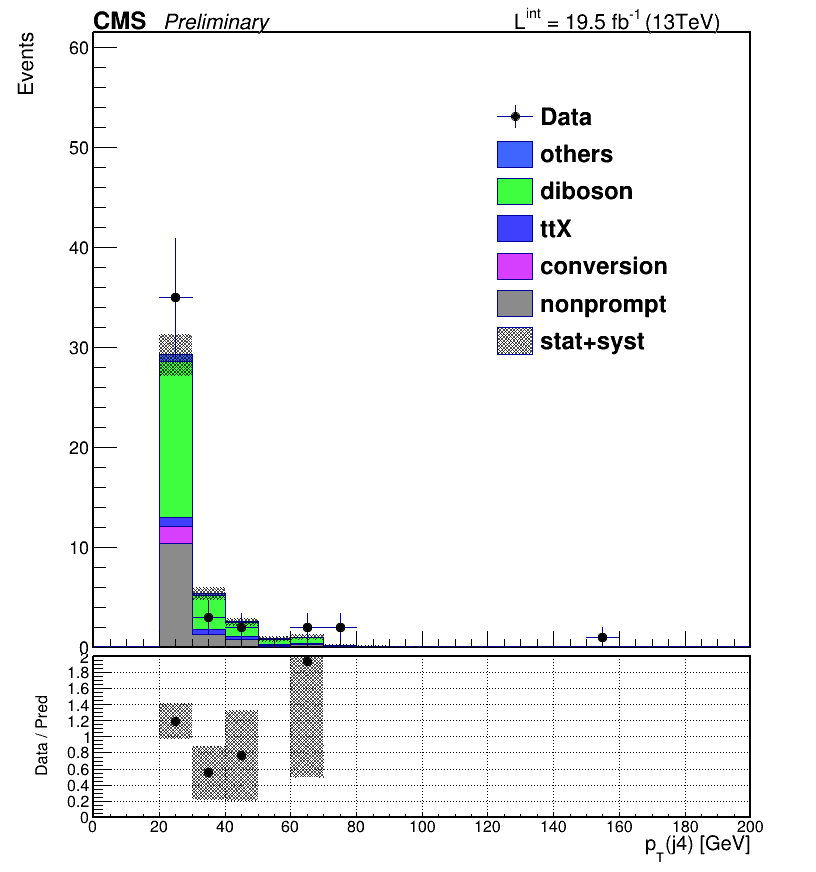 CMS Preliminary L^int = 19.5 fb^-1 (13TeV)
Events
60
50
40
30
20
10
0
Data
others
diboson
ttX
conversion
nonprompt
stat+syst
Data / Pred
2
1.8
1.6
1.4
1.2
1
0.8
0.6
0.4
0.2
0
0 20 40 60 80 100 120 140 160 180 200
p_T(j4) [GeV]